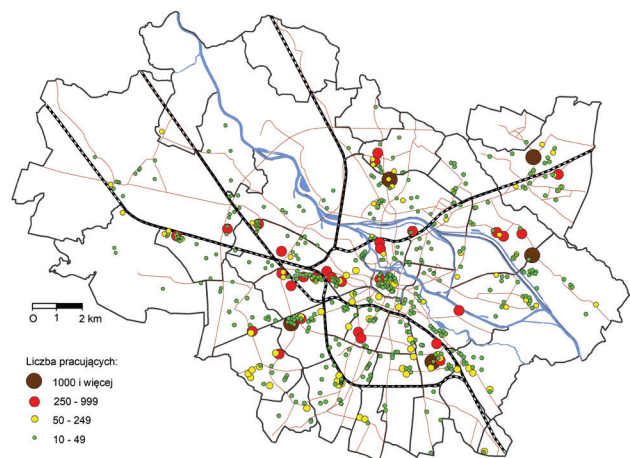 0 1 2 km
Liczba pracujących:
1000 i więcej
250 - 999
50 - 249
10 - 49